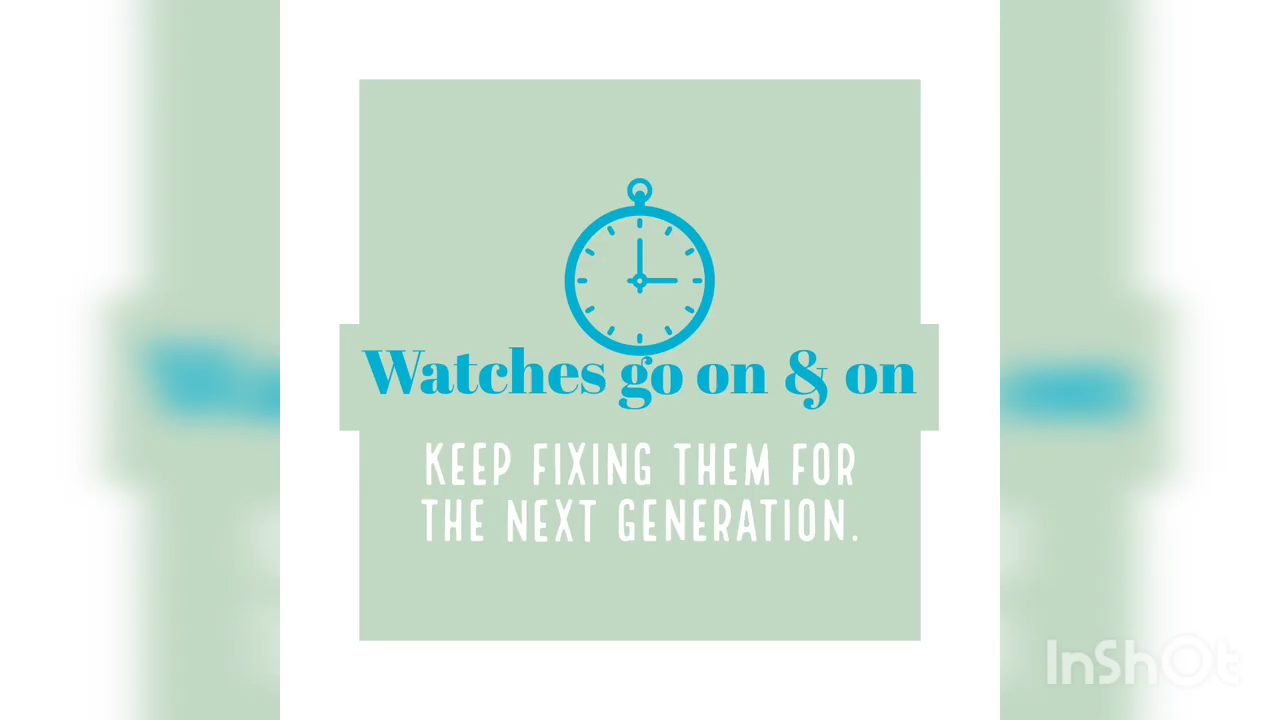 Watches go on & on
KEEP FIXING THEM FOR
THE NEXT GENERATION.
InShOt